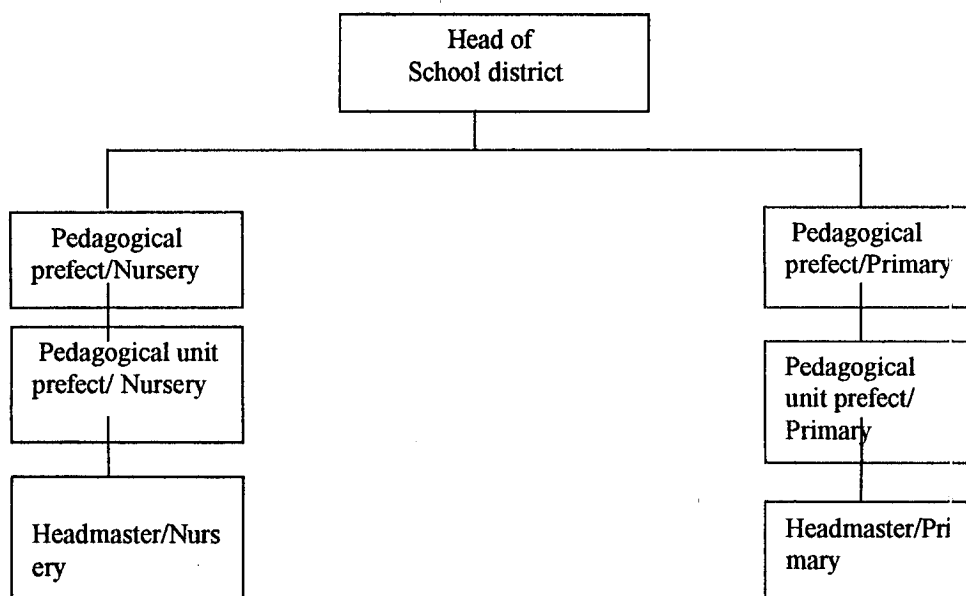 Head of
School district
Pedagogical
prefect/Nursery
Pedagogical
prefect/Primary
Pedagogical unit
prefect/ Nursery
Pedagogical
unit prefect/
Primary
Headmaster/Nurs
ery
Headmaster/Pri
mary